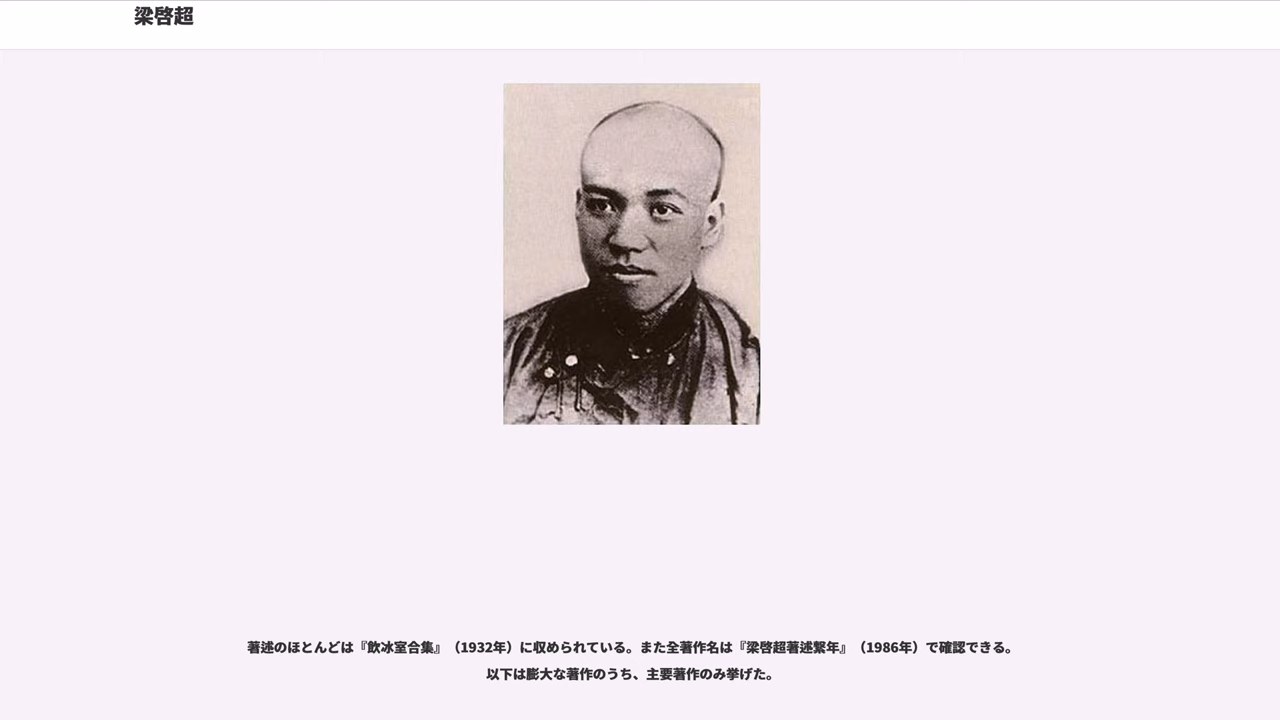 梁啓超
著述のほとんどは『飲冰室合集』（1932年）に収められている。また全著作名は『梁啓超著述繋年』（1986年）で確認できる。
以下は膨大な著作のうち、主要著作のみ挙げた。